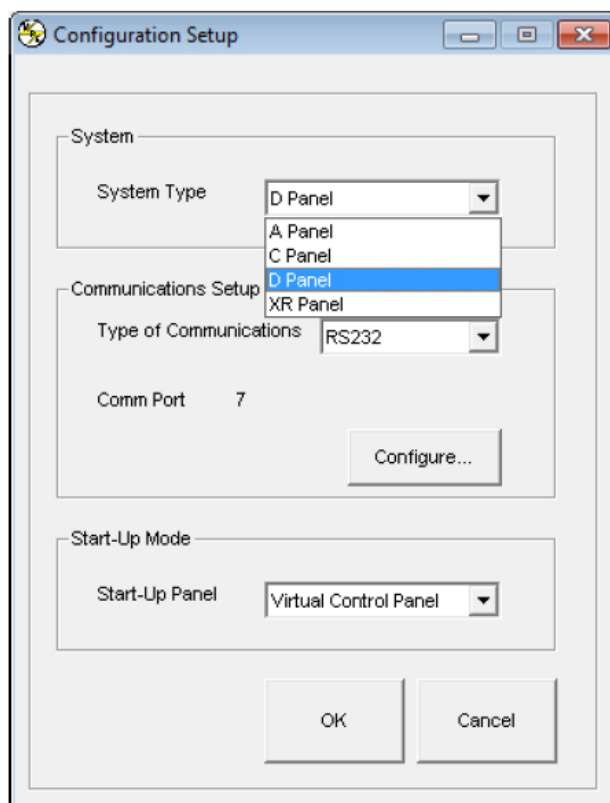 Configuration Setup
System
System Type
D Panel
A Panel
C Panel
D Panel
XR Panel
Communications Setup
Type of Communications
RS232
Comm Port 7
Configure...
Start-Up Mode
Start-Up Panel
Virtual Control Panel
OK
Cancel